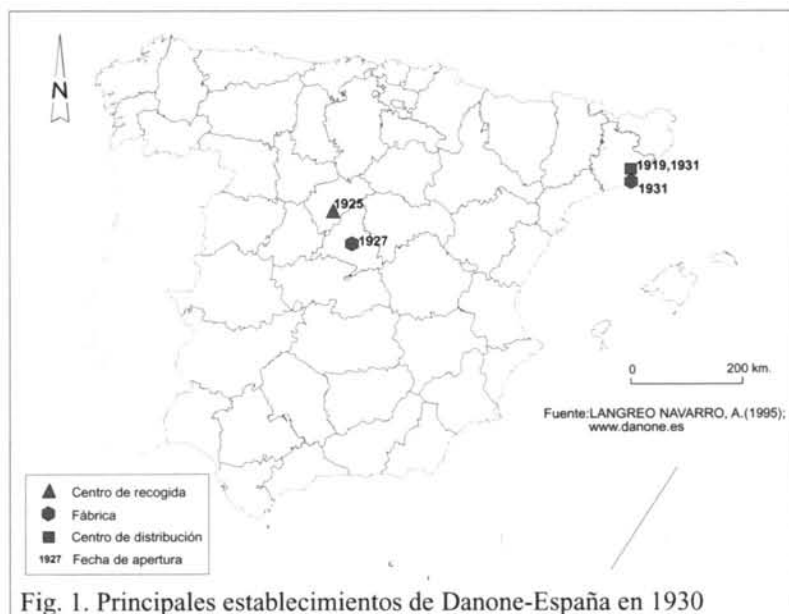 N
1925
1927
1919,1931
1931
0 200 km.
Fuente:LANGREO NAVARRO, A.(1995);
www.danone.es
Centro de recogida
Fábrica
Centro de distribución
1927 Fecha de apertura
Fig. 1. Principales establecimientos de Danone-España en 1930